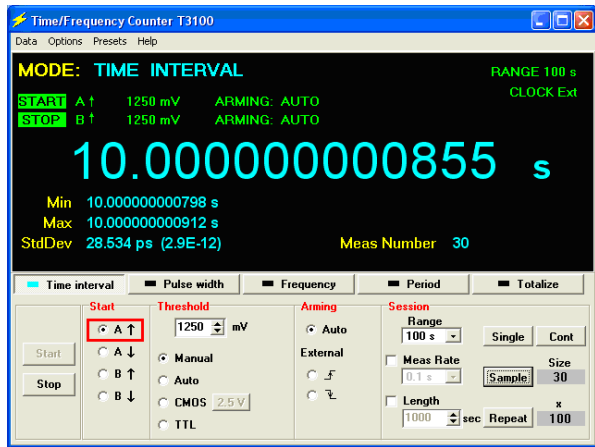 Time/Frequency Counter T3100
Data Options Presets Help
MODE: TIME INTERVAL RANGE 100 s
CLOCK Ext
START A ↑ 1250 mV ARMING: AUTO
STOP B ↑ 1250 mV ARMING: AUTO
10.000000000855 s
Min 10.000000000798 s
Max 10.000000000912 s
StdDev 28.534 ps (2.9E-12) Meas Number 30
Time interval Pulse width Frequency Period Totalize
Start Threshold Arming Session
A ↑ 1250 mV Auto Range
100 s Single Cont
Start A ↓ Manual External Meas Rate Size
B ↑ Auto 0.1 s Sample 30
Stop B ↓ CMOS 2.5 V Length x
TTL 1000 sec Repeat 100